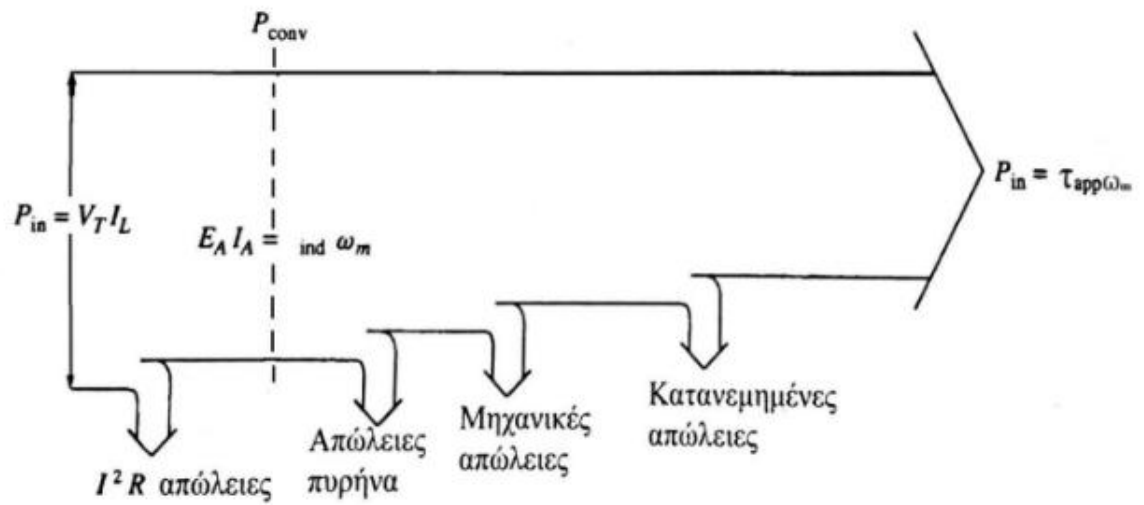 P_conv
P_in = V_T I_L
E_A I_A = ind ω_m
P_in = τ_app ω_m
I² R απώλειες
Απώλειες
πυρήνα
Μηχανικές
απώλειες
Κατανεμημένες
απώλειες